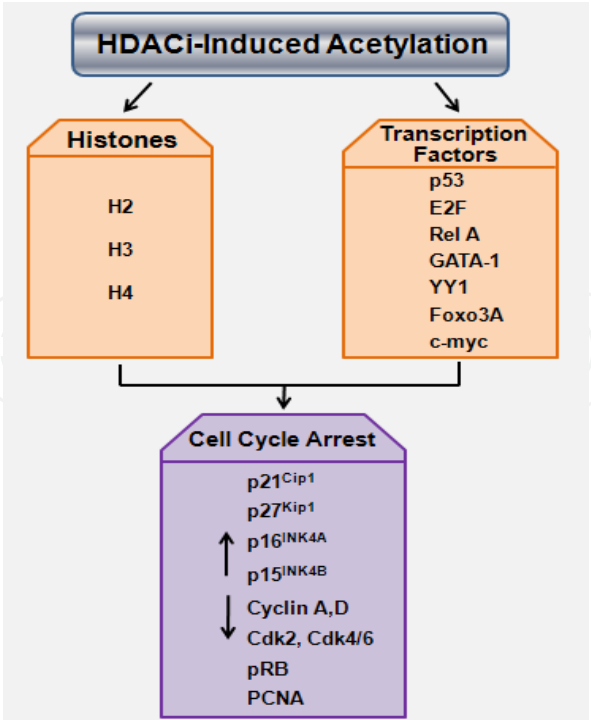 HDACi-Induced Acetylation
Histones
H2
H3
H4
Transcription
Factors
p53
E2F
Rel A
GATA-1
YY1
Foxo3A
c-myc
Cell Cycle Arrest
p21Cip1
p27Kip1
p16INK4A
p15INK4B
Cyclin A,D
Cdk2, Cdk4/6
pRB
PCNA